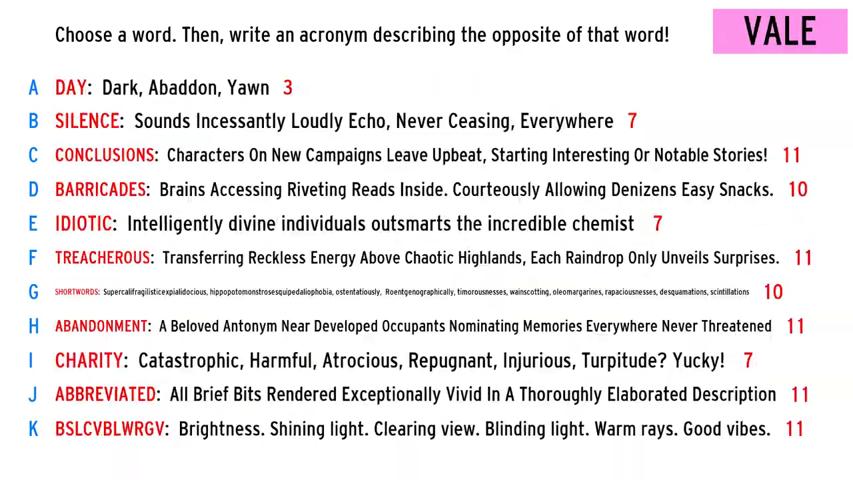 Choose a word. Then, write an acronym describing the opposite of that word!
VALE
A DAY: Dark, Abaddon, Yawn 3
B SILENCE: Sounds Incessantly Loudly Echo, Never Ceasing, Everywhere 7
C CONCLUSIONS: Characters On New Campaigns Leave Upbeat, Starting Interesting Or Notable Stories! 11
D BARRICADES: Brains Accessing Riveting Reads Inside. Courteously Allowing Denizens Easy Snacks. 10
E IDIOTIC: Intelligently divine individuals outsmarts the incredible chemist 7
F TREACHEROUS: Transferring Reckless Energy Above Chaotic Highlands, Each Raindrop Only Unveils Surprises. 11
G SHORTWORDS: Supercalifragilisticexpialidocious, hippopotomonstrosesquipedaliophobia, ostentatiously, Roentgenographically, timorousnesses, wainscotting, oleomargarines, rapaciousnesses, desquamations, scintillations 10
H ABANDONMENT: A Beloved Antonym Near Developed Occupants Nominating Memories Everywhere Never Threatened 11
I CHARITY: Catastrophic, Harmful, Atrocious, Repugnant, Injurious, Turpitude? Yucky! 7
J ABBREVIATED: All Brief Bits Rendered Exceptionally Vivid In A Thoroughly Elaborated Description 11
K BSLCVBLWRGV: Brightness. Shining light. Clearing view. Blinding light. Warm rays. Good vibes. 11